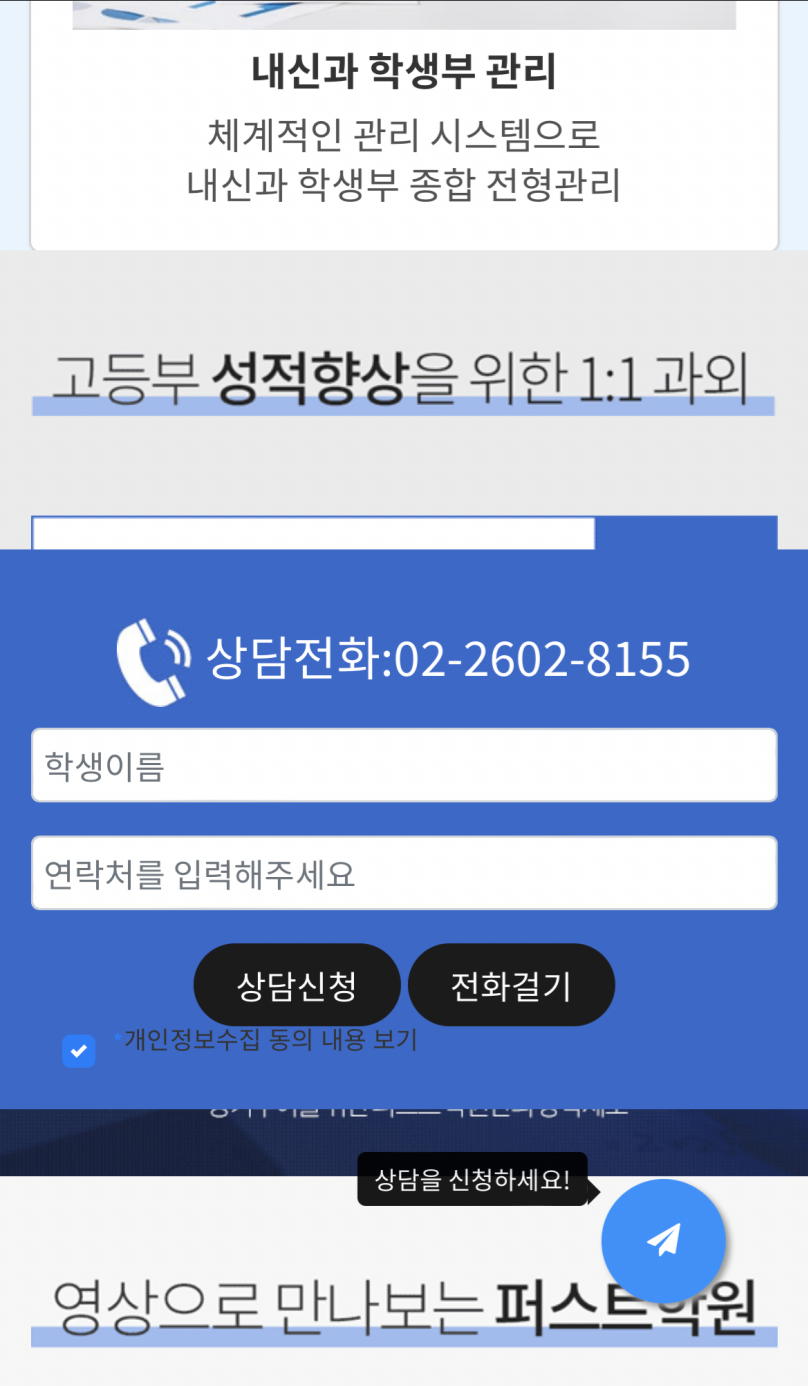 내신과 학생부 관리
체계적인 관리 시스템으로
내신과 학생부 종합 전형관리
고등부 성적향상을 위한 1:1 과외
상담전화:02-2602-8155
학생이름
연락처를 입력해주세요
상담신청 전화걸기
*개인정보수집 동의 내용 보기
상담을 신청하세요!
영상으로 만나보는 퍼스트학원